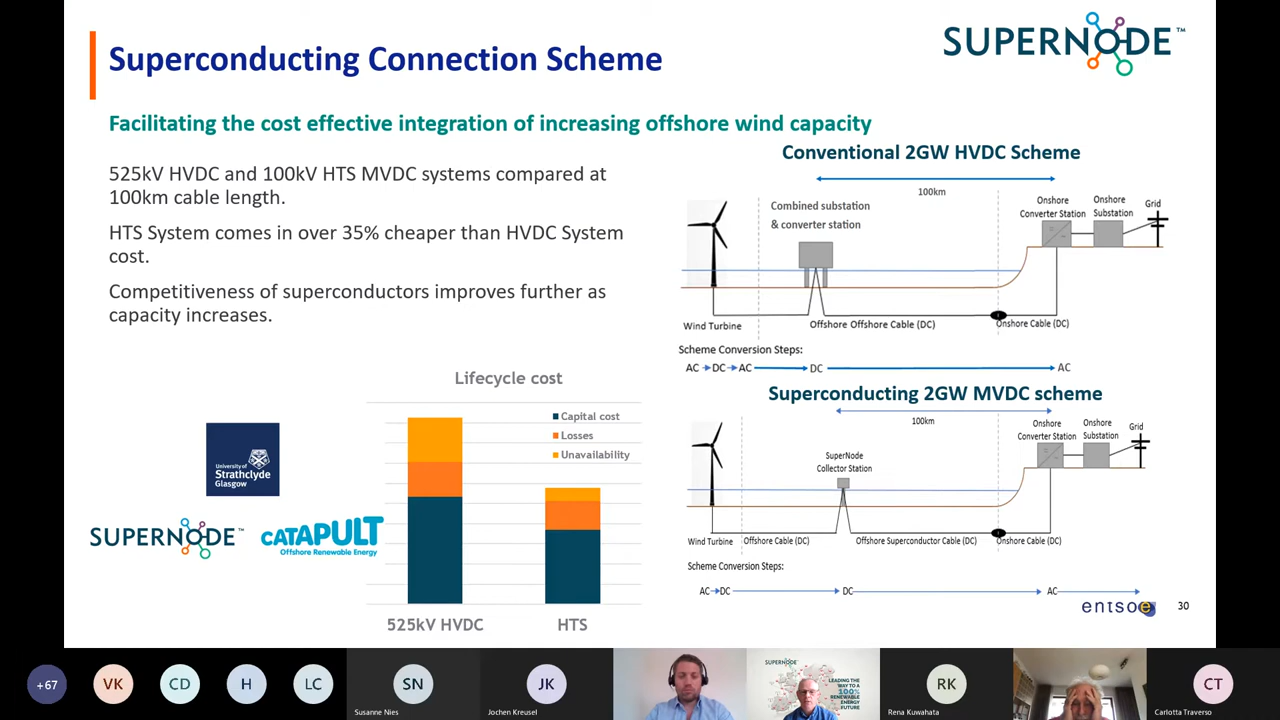 Superconducting Connection Scheme
SUPERNODE™
Facilitating the cost effective integration of increasing offshore wind capacity
525kV HVDC and 100kV HTS MVDC systems compared at
100km cable length.
HTS System comes in over 35% cheaper than HVDC System
cost.
Competitiveness of superconductors improves further as
capacity increases.
Conventional 2GW HVDC Scheme
100km
Combined substation
& converter station
Onshore
Converter Station
Onshore
Substation
Grid
Wind Turbine
Offshore Offshore Cable (DC)
Onshore Cable (DC)
Scheme Conversion Steps:
AC DC AC DC AC
Superconducting 2GW MVDC scheme
100km
SuperNode
Collector Station
Onshore
Converter Station
Onshore
Substation
Grid
Wind Turbine
Offshore Cable (DC)
Offshore Superconductor Cable (DC)
Onshore Cable (DC)
Scheme Conversion Steps:
AC DC DC AC
Lifecycle cost
Capital cost
Losses
Unavailability
525kV HVDC
HTS
University of
Strathclyde
Glasgow
SUPERNODE™
CATAPULT
Offshore Renewable Energy
entsoe
30
+67
VK
CD
H
LC
SN
Susanne Nies
JK
Jochen Kreusel
SUPERNODE
LEADING THE
WAY TO A
100%
RENEWABLE
ENERGY
FUTURE
RK
Rena Kuwahata
CT
Carlotta Traverso